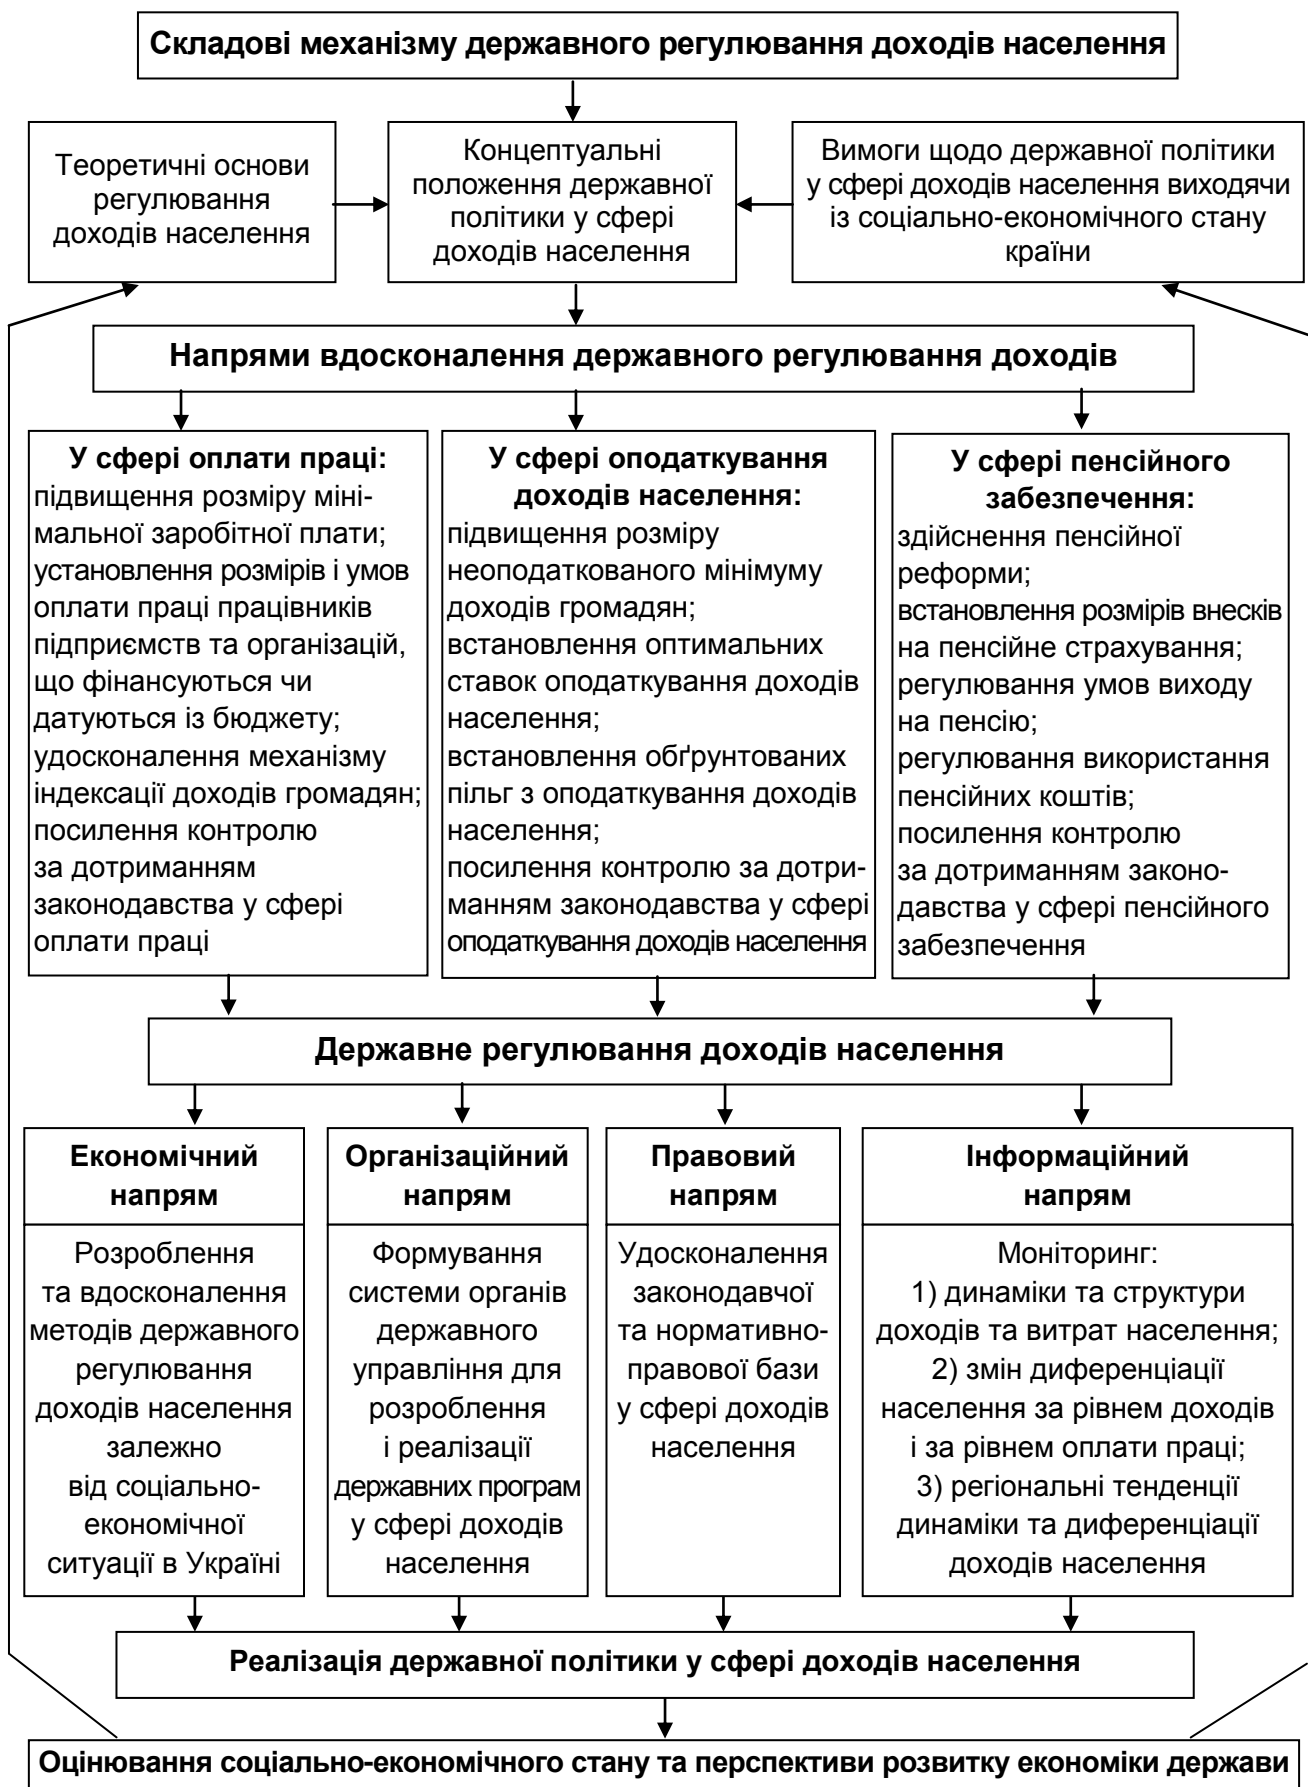 Складові механізму державного регулювання доходів населення
Теоретичні основи
регулювання
доходів населення
Концептуальні
положення державної
політики у сфері
доходів населення
Вимоги щодо державної політики
у сфері доходів населення виходячи
із соціально-економічного стану
країни
Напрями вдосконалення державного регулювання доходів
У сфері оплати праці:
підвищення розміру міні-
мальної заробітної плати;
установлення розмірів і умов
оплати праці працівників
підприємств та організацій,
що фінансуються чи
датуються із бюджету;
удосконалення механізму
індексації доходів громадян;
посилення контролю
за дотриманням
законодавства у сфері
оплати праці
У сфері оподаткування
доходів населення:
підвищення розміру
неоподаткованого мінімуму
доходів громадян;
встановлення оптимальних
ставок оподаткування доходів
населення;
встановлення обґрунтованих
пільг з оподаткування доходів
населення;
посилення контролю за дотри-
манням законодавства у сфері
оподаткування доходів населення
У сфері пенсійного
забезпечення:
здійснення пенсійної
реформи;
встановлення розмірів внесків
на пенсійне страхування;
регулювання умов виходу
на пенсію;
регулювання використання
пенсійних коштів;
посилення контролю
за дотриманням законо-
давства у сфері пенсійного
забезпечення
Державне регулювання доходів населення
Економічний
напрям
Розроблення
та вдосконалення
методів державного
регулювання
доходів населення
залежно
від соціально-
економічної
ситуації в Україні
Організаційний
напрям
Формування
системи органів
державного
управління для
розроблення
і реалізації
державних програм
у сфері доходів
населення
Правовий
напрям
Удосконалення
законодавчої
та нормативно-
правової бази
у сфері доходів
населення
Інформаційний
напрям
Моніторинг:
1) динаміки та структури
доходів та витрат населення;
2) змін диференціації
населення за рівнем доходів
і за рівнем оплати праці;
3) регіональні тенденції
динаміки та диференціації
доходів населення
Реалізація державної політики у сфері доходів населення
Оцінювання соціально-економічного стану та перспективи розвитку економіки держави